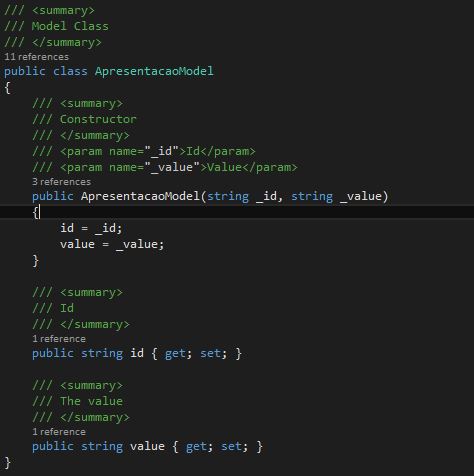 /// <summary>
/// Model Class
/// </summary>
11 references
public class ApresentacaoModel
{
/// <summary>
/// Constructor
/// </summary>
/// <param name="_id">Id</param>
/// <param name="_value">Value</param>
3 references
public ApresentacaoModel(string _id, string _value)
{
id = _id;
value = _value;
}
/// <summary>
/// Id
/// </summary>
1 reference
public string id { get; set; }
/// <summary>
/// The value
/// </summary>
1 reference
public string value { get; set; }
}